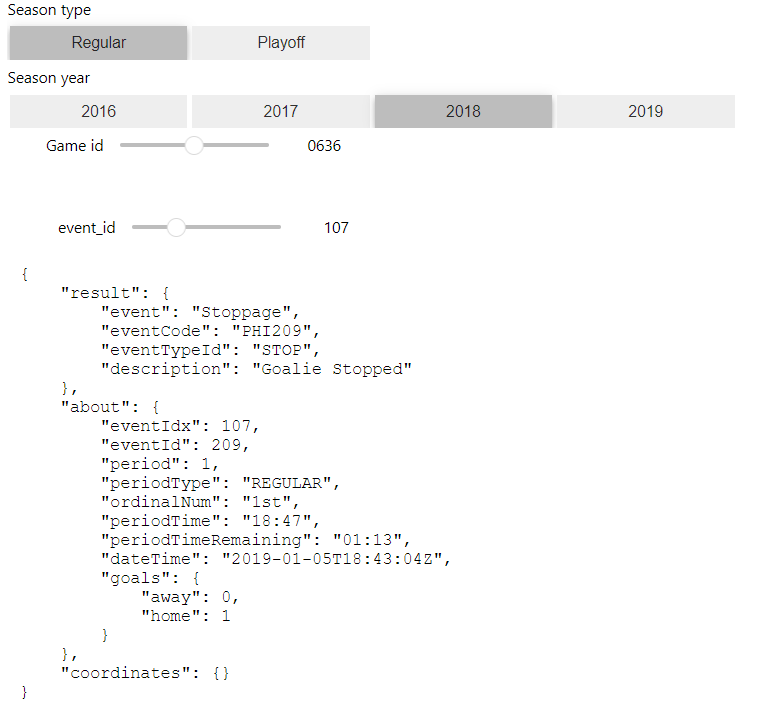 Season type
Regular Playoff
Season year
2016 2017 2018 2019
Game id 0636
event_id 107
{
    "result": {
        "event": "Stoppage",
        "eventCode": "PHI209",
        "eventTypeId": "STOP",
        "description": "Goalie Stopped"
    },
    "about": {
        "eventIdx": 107,
        "eventId": 209,
        "period": 1,
        "periodType": "REGULAR",
        "ordinalNum": "1st",
        "periodTime": "18:47",
        "periodTimeRemaining": "01:13",
        "dateTime": "2019-01-05T18:43:04Z",
        "goals": {
            "away": 0,
            "home": 1
        }
    },
    "coordinates": {}
}